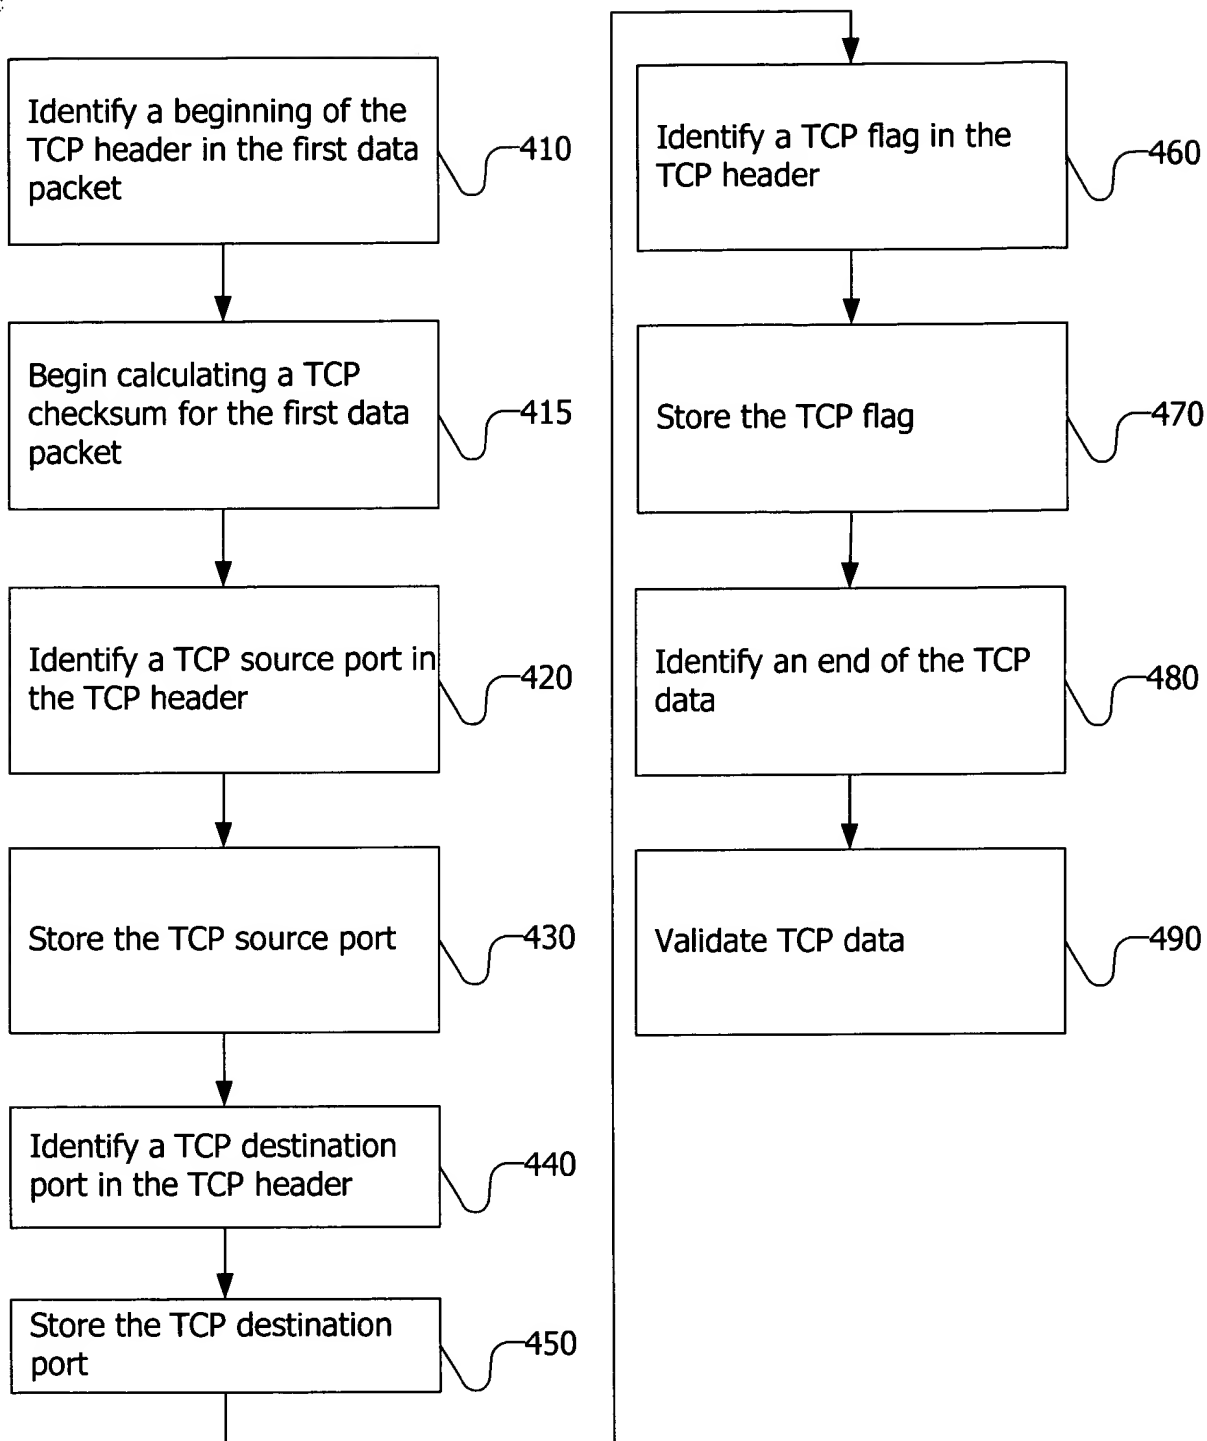 Identify a beginning of the
TCP header in the first data
packet
410
Begin calculating a TCP
checksum for the first data
packet
415
Identify a TCP source port in
the TCP header
420
Store the TCP source port
430
Identify a TCP destination
port in the TCP header
440
Store the TCP destination
port
450
Identify a TCP flag in the
TCP header
460
Store the TCP flag
470
Identify an end of the TCP
data
480
Validate TCP data
490